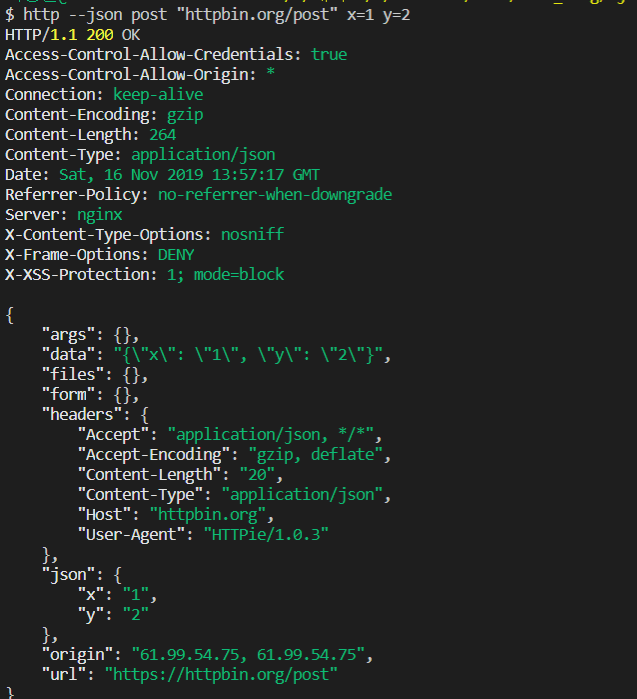 $ http --json post "httpbin.org/post" x=1 y=2
HTTP/1.1 200 OK
Access-Control-Allow-Credentials: true
Access-Control-Allow-Origin: *
Connection: keep-alive
Content-Encoding: gzip
Content-Length: 264
Content-Type: application/json
Date: Sat, 16 Nov 2019 13:57:17 GMT
Referrer-Policy: no-referrer-when-downgrade
Server: nginx
X-Content-Type-Options: nosniff
X-Frame-Options: DENY
X-XSS-Protection: 1; mode=block

{
    "args": {},
    "data": "{\"x\": \"1\", \"y\": \"2\"}",
    "files": {},
    "form": {},
    "headers": {
        "Accept": "application/json, */*",
        "Accept-Encoding": "gzip, deflate",
        "Content-Length": "20",
        "Content-Type": "application/json",
        "Host": "httpbin.org",
        "User-Agent": "HTTPie/1.0.3"
    },
    "json": {
        "x": "1",
        "y": "2"
    },
    "origin": "61.99.54.75, 61.99.54.75",
    "url": "https://httpbin.org/post"
}